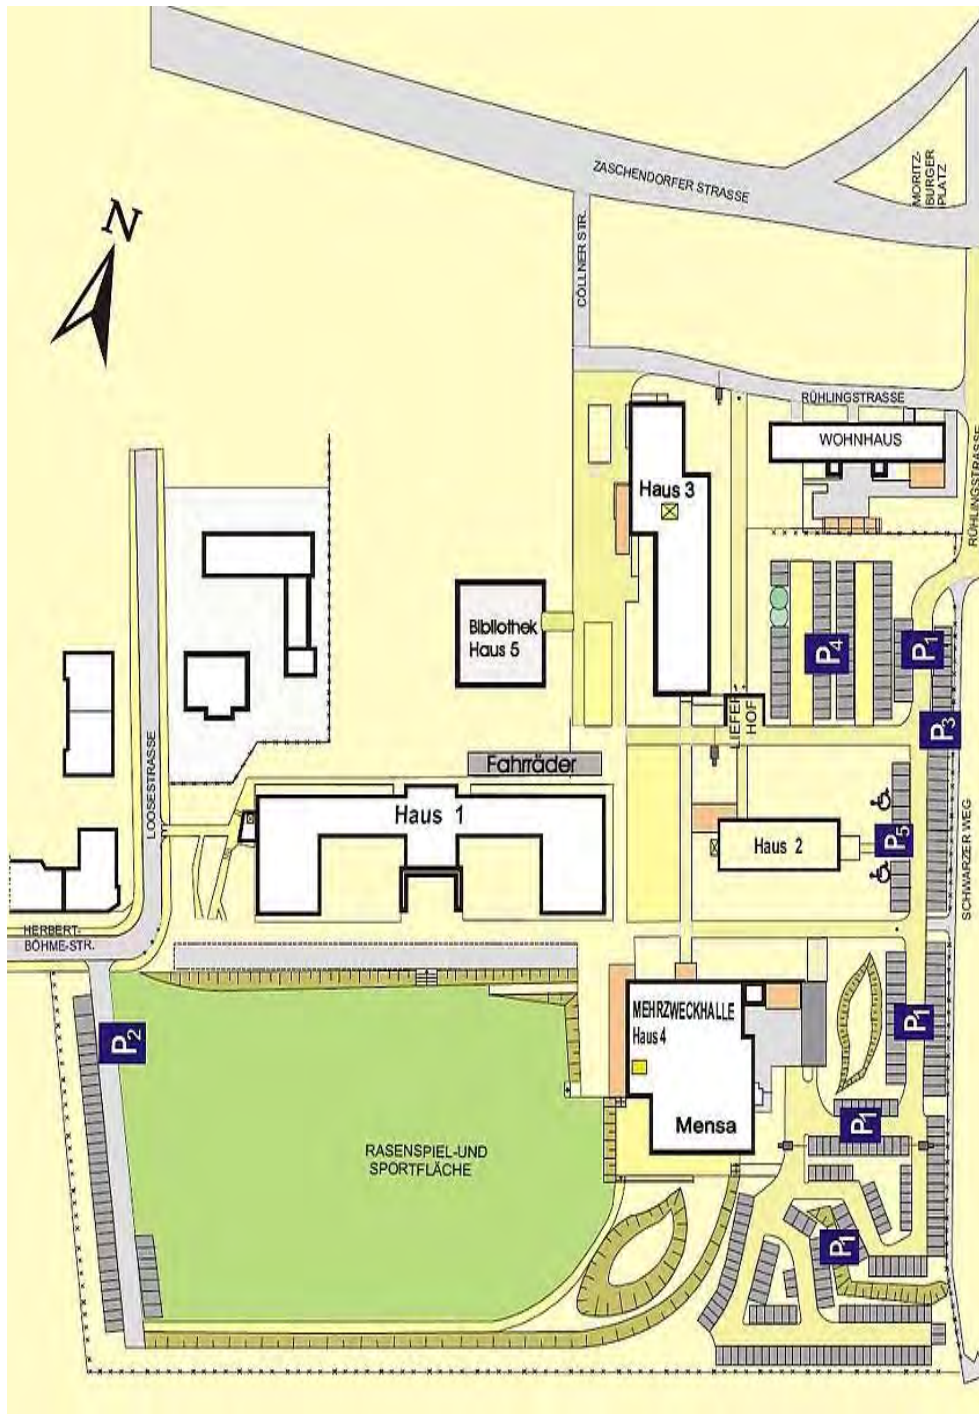 ZASCHENDORFER STRASSE
MORITZ-
BURGER
PLATZ
N
CÖLLNER STR.
RÜHLINGSTRASSE
WOHNHAUS
RÜHLINGSTRASSE
Haus 3
Bibliothek
Haus 5
P4
P1
LIEFER-
HOF
P3
LOOSESTRASSE
Fahrräder
Haus 1
Haus 2
P5
SCHWARZER WEG
HERBERT-
BÖHME-STR.
P2
MEHRZWECKHALLE
Haus 4
P1
Mensa
P1
RASENSPIEL-UND
SPORTFLÄCHE
P1